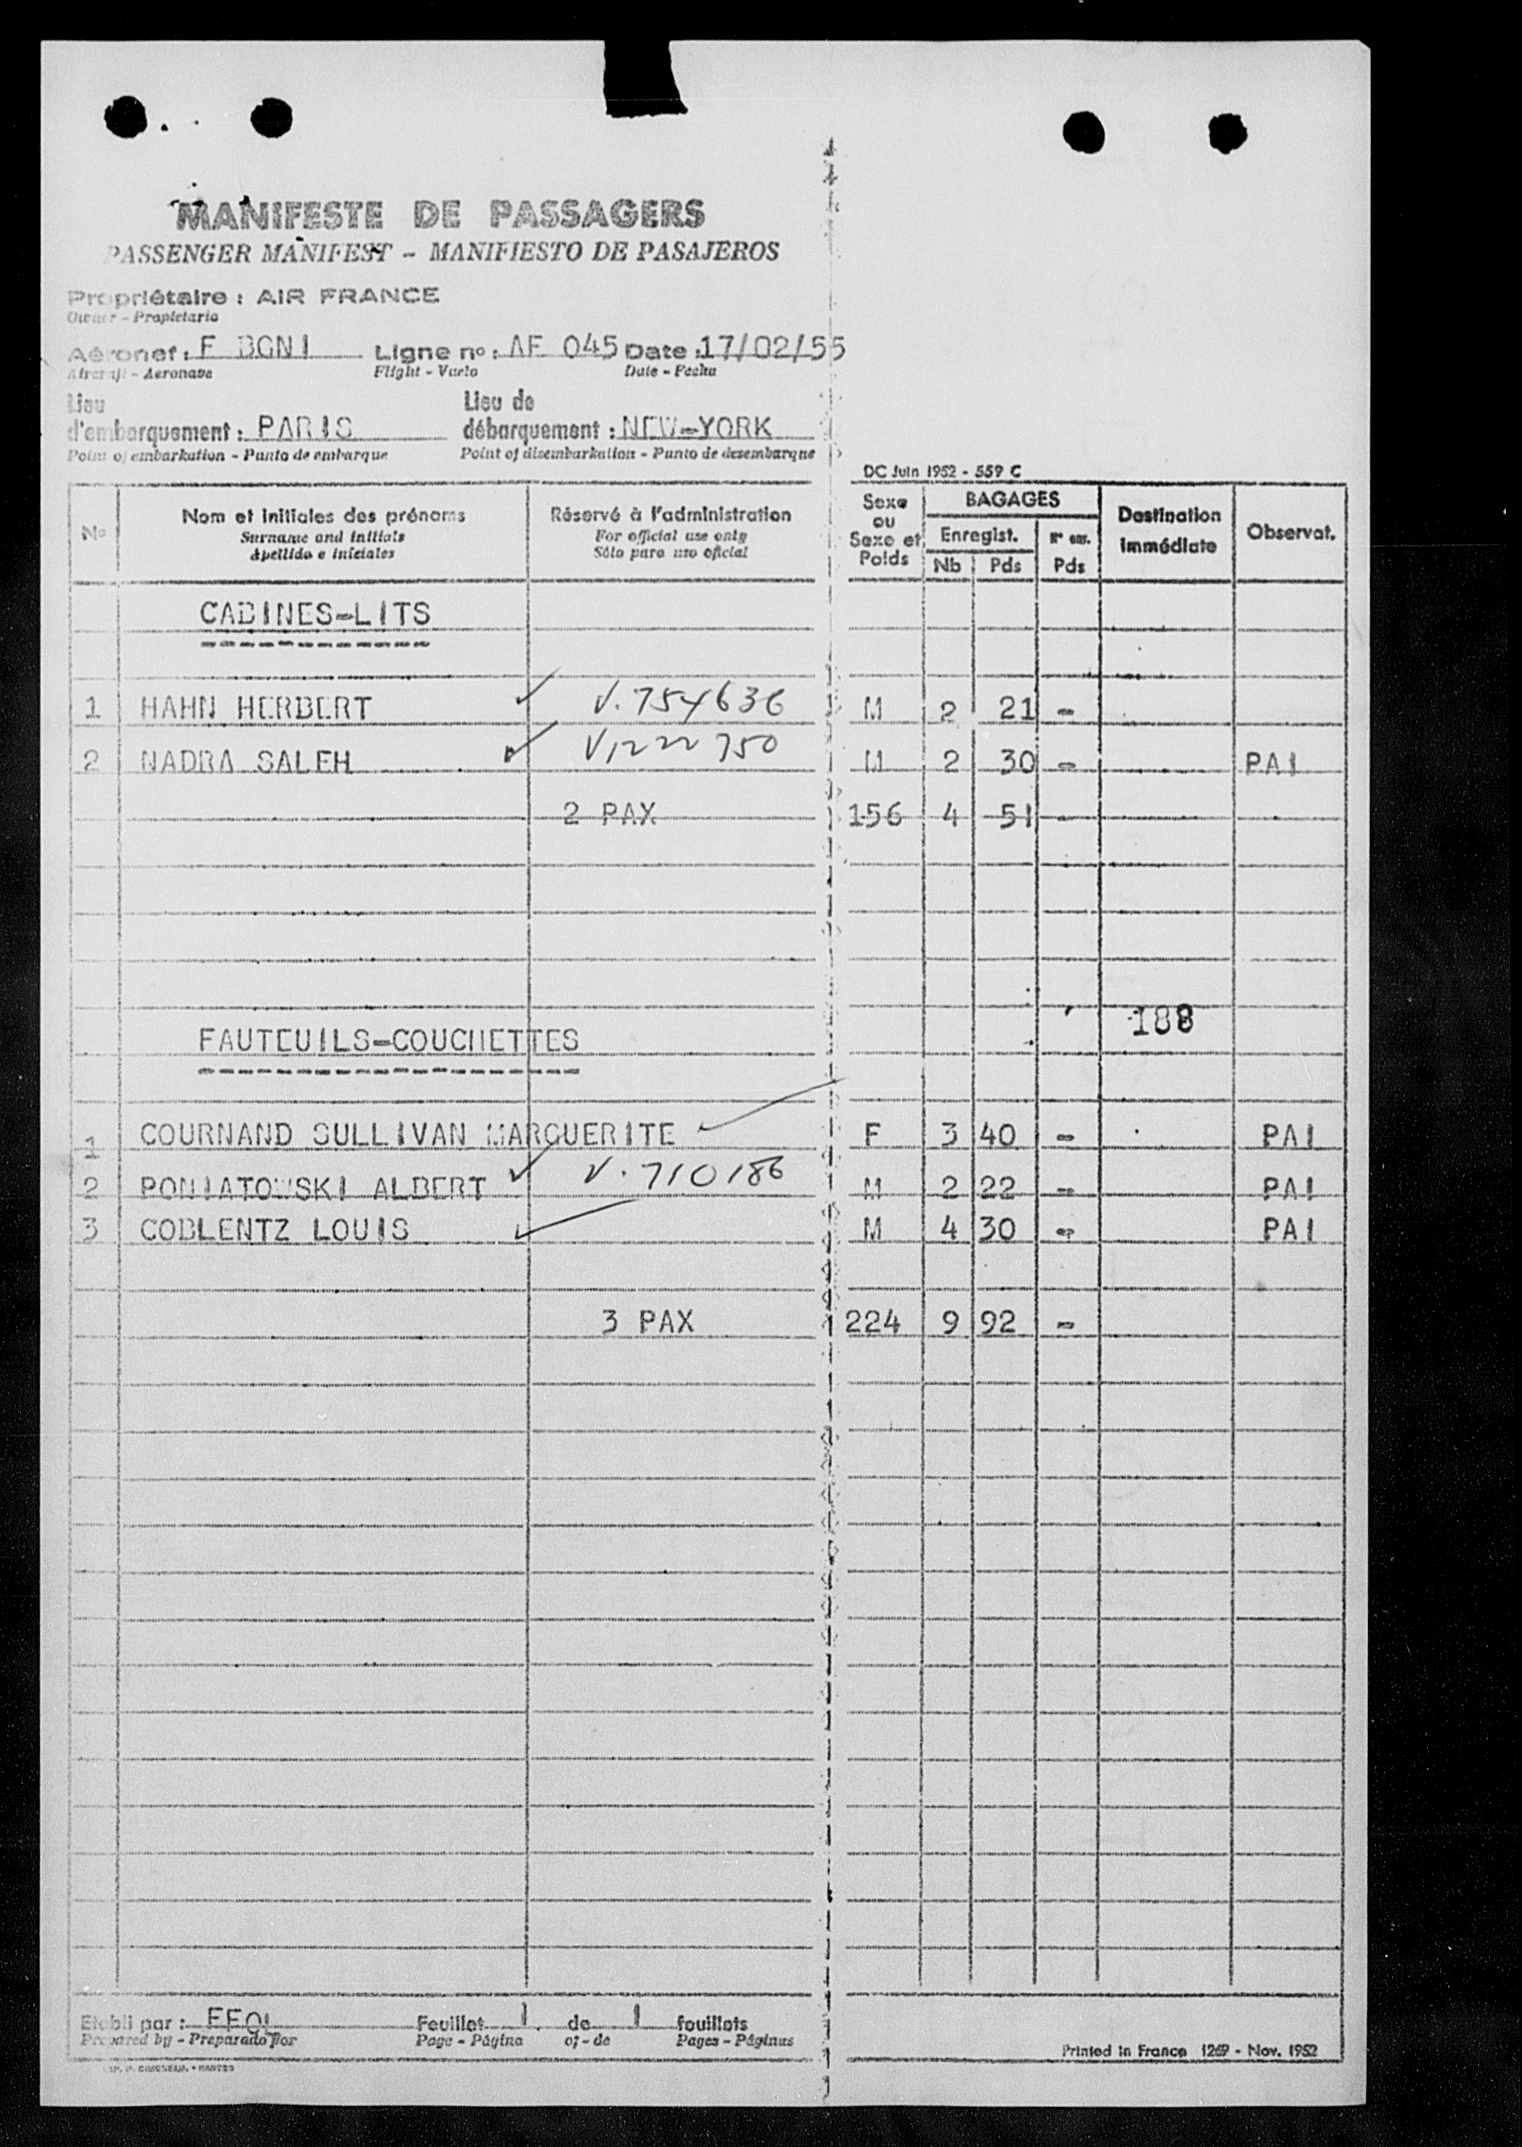 MANIFESTE DE PASSAGERS
PASSENGER MANIFEST - MANIFIESTO DE PASAJEROS
Propriétaire : AIR FRANCE
Owner - Propietario
Aéronef : F BGNI Ligne nº : AF 045 Date : 17/02/55
Aircraft - Aeronave Flight - Vuelo Date - Fecha
Lieu d'embarquement : PARIS Lieu de débarquement : NEW-YORK
Point of embarkation - Punto de embarque Point of disembarkation - Punto de desembarque
DC Juin 1952 - 559 C
Nº Nom et initiales des prénoms Réservé à l'administration Sexe ou Sexe et Poids BAGAGES Destination immédiate Observat.
Surname and initials For official use only Enregist. Nº enr.
Apellido e iniciales Sólo para uso oficial Nb Pds Pds
CABINES-LITS
1 HAHN HERBERT V. 754636 M 2 21 -
2 NADRA SALEH V1222750 M 2 30 - PAI
2 PAX 156 4 51 -
188
FAUTEUILS-COUCHETTES
1 COURNAND SULLIVAN MARGUERITE F 3 40 - PAI
2 PONIATOWSKI ALBERT V. 710186 M 2 22 - PAI
3 COBLENTZ LOUIS M 4 30 - PAI
3 PAX 224 9 92 -
Etabli par : FFOL Feuillet 1 de 1 feuillets
Prepared by - Preparado por Page - Página of - de Pages - Páginas
Printed in France 1269 - Nov. 1952